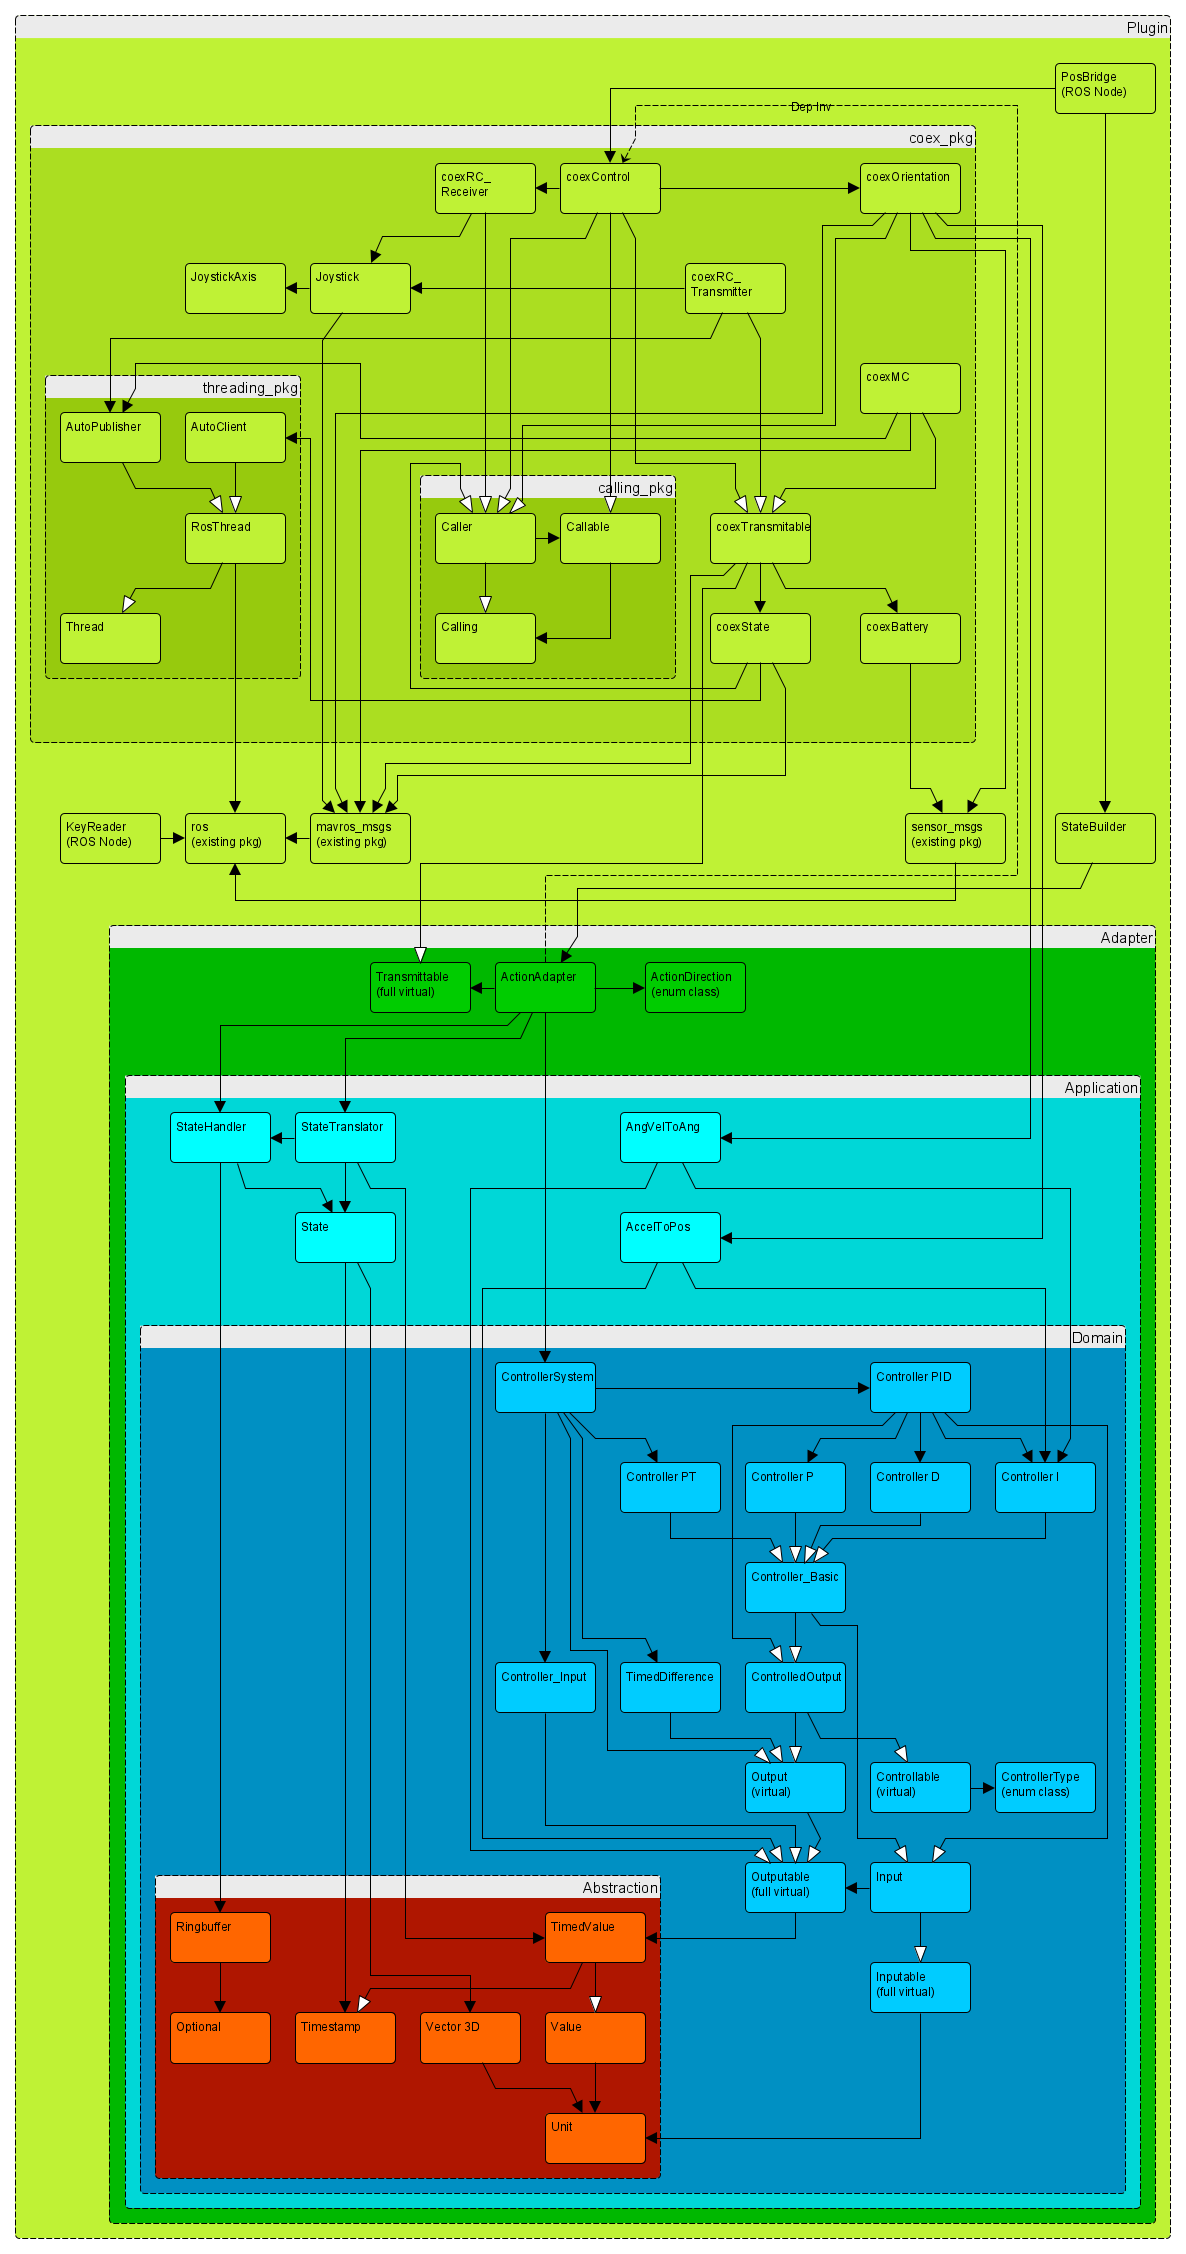 Plugin
PosBridge
(ROS Node)
Dep Inv
coex_pkg
coexRC_
Receiver
coexControl
coexOrientation
JoystickAxis
Joystick
coexRC_
Transmitter
coexMC
threading_pkg
AutoPublisher
AutoClient
calling_pkg
RosThread
Caller
Callable
coexTransmitable
Thread
Calling
coexState
coexBattery
KeyReader
(ROS Node)
ros
(existing pkg)
mavros_msgs
(existing pkg)
sensor_msgs
(existing pkg)
StateBuilder
Adapter
Transmittable
(full virtual)
ActionAdapter
ActionDirection
(enum class)
Application
StateHandler
StateTranslator
AngVelToAng
State
AccelToPos
Domain
ControllerSystem
Controller PID
Controller PT
Controller P
Controller D
Controller I
Controller_Basic
Controller_Input
TimedDifference
ControlledOutput
Output
(virtual)
Controllable
(virtual)
ControllerType
(enum class)
Outputable
(full virtual)
Input
Abstraction
Ringbuffer
TimedValue
Inputable
(full virtual)
Optional
Timestamp
Vector 3D
Value
Unit